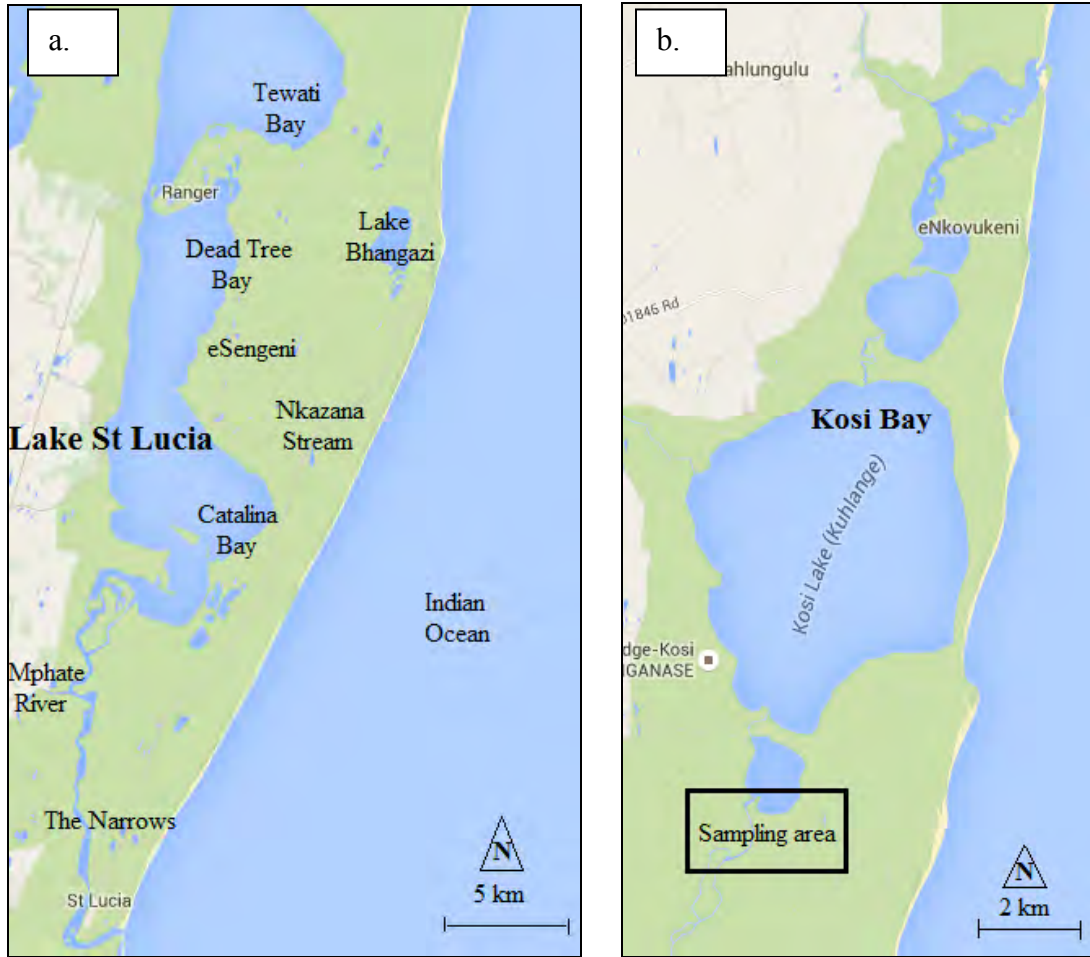 a.
Tewati
Bay
Ranger
Lake
Bhangazi
Dead Tree
Bay
eSengeni
Nkazana
Stream
Lake St Lucia
Catalina
Bay
Indian
Ocean
Mphate
River
The Narrows
N
5 km
St Lucia
b.
ahlungulu
eNkovukeni
01846 Rd
Kosi Bay
Kosi Lake (Kuhlange)
dge-Kosi
IGANASE
Sampling area
N
2 km